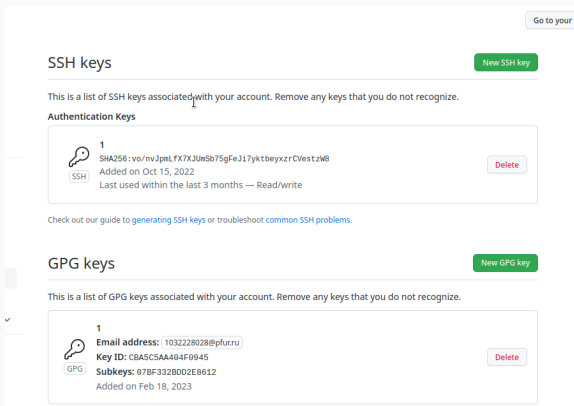 Go to your
SSH keys
New SSH key
This is a list of SSH keys associated with your account. Remove any keys that you do not recognize.
Authentication Keys
1
SHA256:vo/nvJpmLfX7XJUmSb75gFeJi7yktbeyxzrCVestzW8
Added on Oct 15, 2022
Last used within the last 3 months — Read/write
SSH
Delete
Check out our guide to generating SSH keys or troubleshoot common SSH problems.
GPG keys
New GPG key
This is a list of GPG keys associated with your account. Remove any keys that you do not recognize.
1
Email address: 1032228028@pfur.ru
Key ID: CBA5C5AA404F0945
Subkeys: 07BF332BDD2E8612
Added on Feb 18, 2023
GPG
Delete